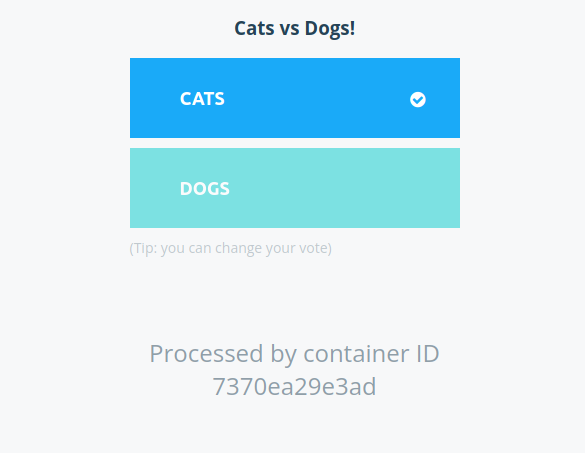 Cats vs Dogs!
CATS
DOGS
(Tip: you can change your vote)
Processed by container ID
7370ea29e3ad